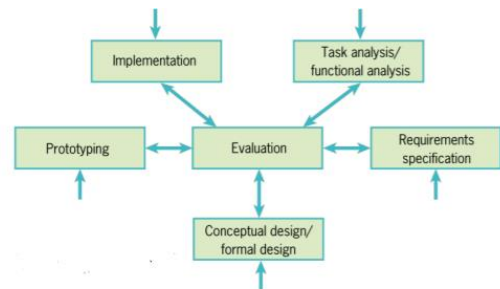 Implementation
Task analysis/
functional analysis
Prototyping
Evaluation
Requirements
specification
Conceptual design/
formal design